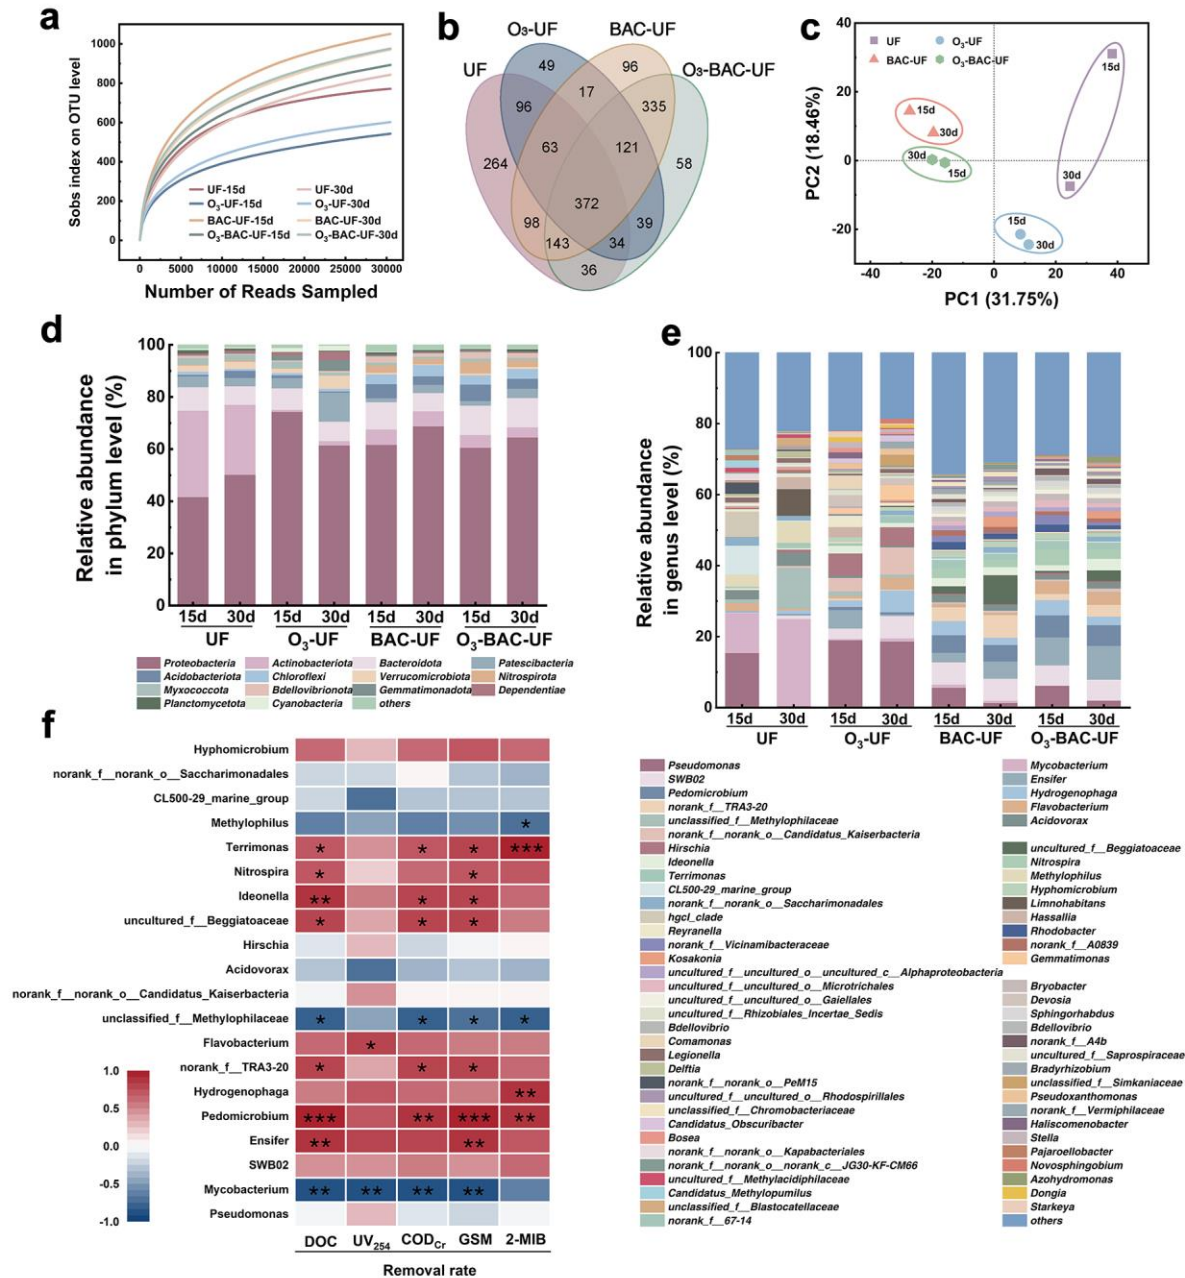 a
Sobs index on OTU level
1000
800
600
400
200
0
UF-15d
UF-30d
O₃-UF-15d
O₃-UF-30d
BAC-UF-15d
BAC-UF-30d
O₃-BAC-UF-15d
O₃-BAC-UF-30d
0 5000 10000 15000 20000 25000 30000
Number of Reads Sampled
b
O₃-UF
BAC-UF
UF
O₃-BAC-UF
49
96
96
17
335
264
63
121
58
372
98
39
143
34
36
c
40
20
0
-20
PC2 (18.46%)
UF
O₃-UF
BAC-UF
O₃-BAC-UF
15d
15d
30d
30d
15d
30d
15d
30d
-40 -20 0 20 40
PC1 (31.75%)
d
Relative abundance
in phylum level (%)
100
80
60
40
20
0
15d 30d 15d 30d 15d 30d 15d 30d
UF O₃-UF BAC-UF O₃-BAC-UF
Proteobacteria Actinobacteriota Bacteroidota Patescibacteria
Acidobacteriota Chloroflexi Verrucomicrobiota Nitrospirota
Myxococcota Bdellovibrionota Gemmatimonadota Dependentiae
Planctomycetota Cyanobacteria others
e
Relative abundance
in genus level (%)
100
80
60
40
20
0
15d 30d 15d 30d 15d 30d 15d 30d
UF O₃-UF BAC-UF O₃-BAC-UF
Pseudomonas
SWB02
Pedomicrobium
norank_f__TRA3-20
unclassified_f__Methylophilaceae
norank_f__norank_o__Candidatus_Kaiserbacteria
Hirschia
Ideonella
Terrimonas
CL500-29_marine_group
norank_f__norank_o__Saccharimonadales
hgcI_clade
Reyranella
norank_f__Vicinamibacteraceae
Kosakonia
uncultured_f__uncultured_o__uncultured_c__Alphaproteobacteria
uncultured_f__uncultured_o__Microtrichales
uncultured_f__uncultured_o__Gaiellales
uncultured_f__Rhizobiales_Incertae_Sedis
Bdellovibrio
Comamonas
Legionella
Delftia
norank_f__norank_o__PeM15
uncultured_f__uncultured_o__Rhodospirillales
unclassified_f__Chromobacteriaceae
Candidatus_Obscuribacter
Bosea
norank_f__norank_o__Kapabacteriales
norank_f__norank_o__norank_c__JG30-KF-CM66
uncultured_f__Methylacidiphilaceae
Candidatus_Methylopumilus
unclassified_f__Blastocatellaceae
norank_f__67-14
Mycobacterium
Ensifer
Hydrogenophaga
Flavobacterium
Acidovorax
uncultured_f__Beggiatoaceae
Nitrospira
Methylophilus
Hyphomicrobium
Limnohabitans
Hassallia
Rhodobacter
norank_f__A0839
Gemmatimonas
Bryobacter
Devosia
Sphingorhabdus
Bdellovibrio
norank_f__A4b
uncultured_f__Saprospiraceae
Bradyrhizobium
unclassified_f__Simkaniaceae
Pseudoxanthomonas
norank_f__Vermiphilaceae
Haliscomenobacter
Stella
Pajaroellobacter
Novosphingobium
Azohydromonas
Dongia
Starkeya
others
f
Hyphomicrobium
norank_f__norank_o__Saccharimonadales
CL500-29_marine_group
Methylophilus *
Terrimonas * * * ***
Nitrospira * *
Ideonella ** * *
uncultured_f__Beggiatoaceae * * *
Hirschia
Acidovorax
norank_f__norank_o__Candidatus_Kaiserbacteria
unclassified_f__Methylophilaceae * * * *
Flavobacterium *
norank_f__TRA3-20 * * *
Hydrogenophaga **
Pedomicrobium *** ** *** **
Ensifer ** **
SWB02
Mycobacterium ** ** ** **
Pseudomonas
1.0
0.5
0.0
-0.5
-1.0
DOC UV₂₅₄ COD_Cr GSM 2-MIB
Removal rate